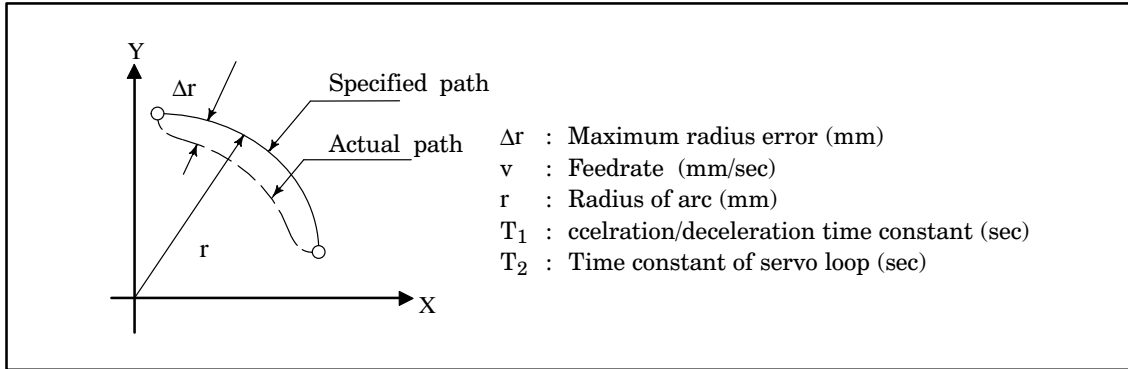 Y
Δr
Specified path
Actual path
r
X
Δr : Maximum radius error (mm)
v : Feedrate (mm/sec)
r : Radius of arc (mm)
T1 : ccelration/deceleration time constant (sec)
T2 : Time constant of servo loop (sec)